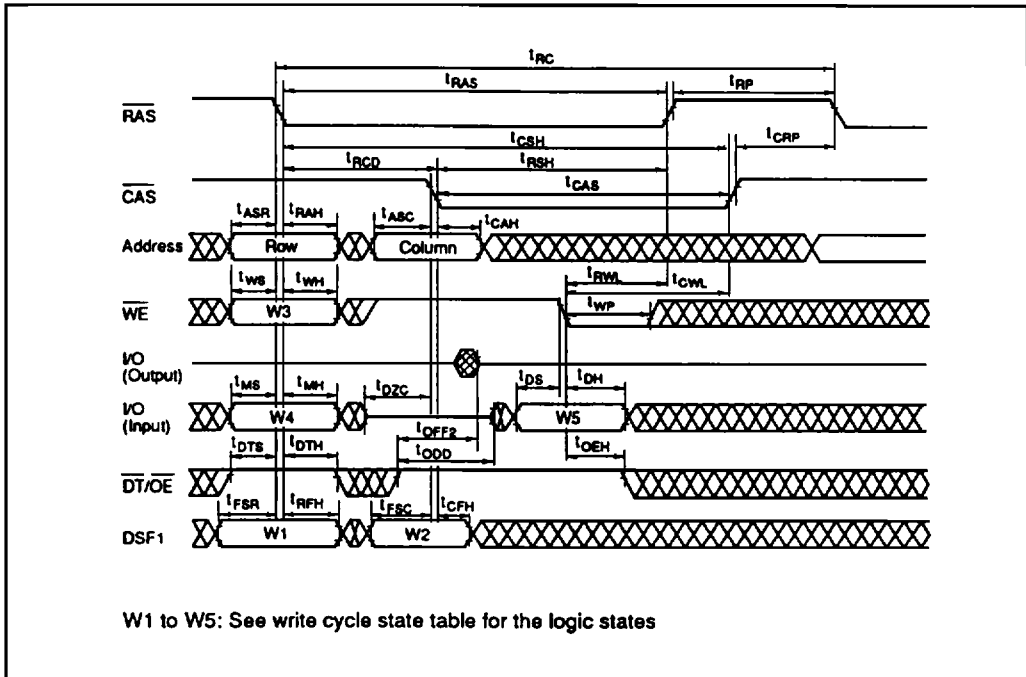 tRC
tRAS
tRP
RAS
tCSH
tCRP
tRCD
tRSH
tCAS
CAS
tASR
tRAH
tASC
tCAH
Address
Row
Column
tRWL
tCWL
tWS
tWH
tWP
WE
W3
I/O
(Output)
tMS
tMH
tDZC
tDS
tDH
I/O
(Input)
W4
W5
tOFF2
tDTS
tDTH
tODD
tOEH
DT/OE
tFSR
tRFH
tFSC
tCFH
DSF1
W1
W2
W1 to W5: See write cycle state table for the logic states